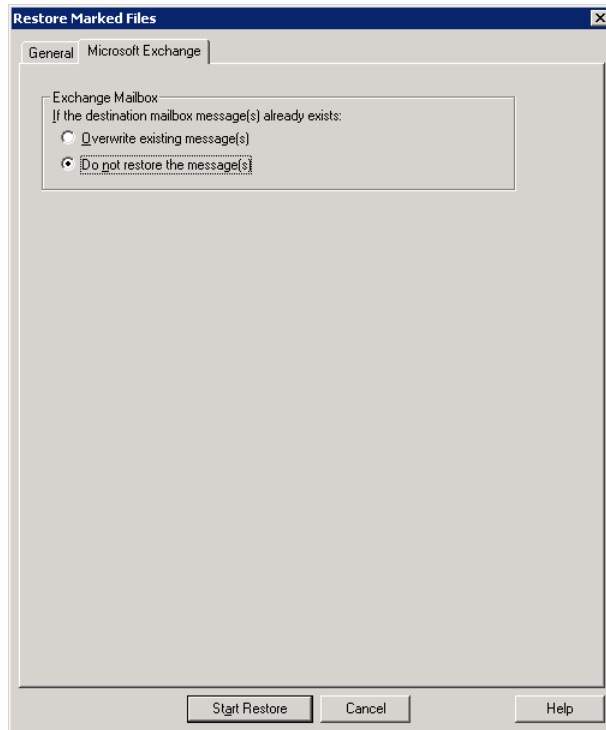 Restore Marked Files
General
Microsoft Exchange
Exchange Mailbox
If the destination mailbox message(s) already exists:
Overwrite existing message(s)
Do not restore the message(s)
Start Restore
Cancel
Help